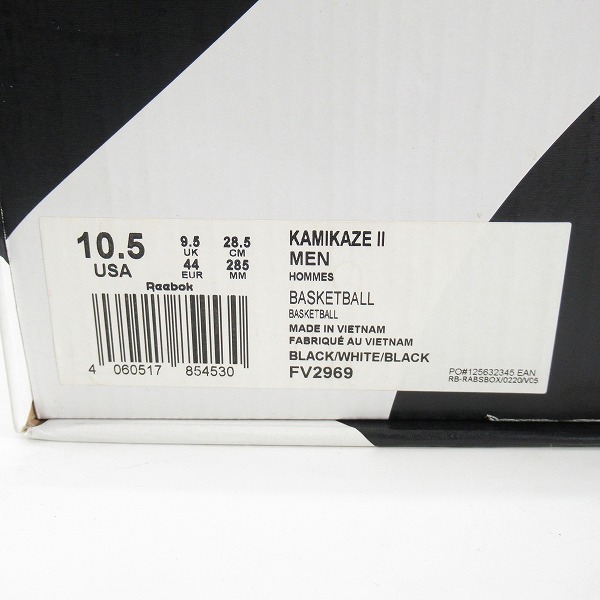 10.5
USA
9.5
UK
44
EUR
28.5
CM
285
MM
Reebok
4 060517 854530
KAMIKAZE II
MEN
HOMMES
BASKETBALL
BASKETBALL
MADE IN VIETNAM
FABRIQUÉ AU VIETNAM
BLACK/WHITE/BLACK
FV2969
PO#125632345 EAN
RB-RABSBOX/0220/V05